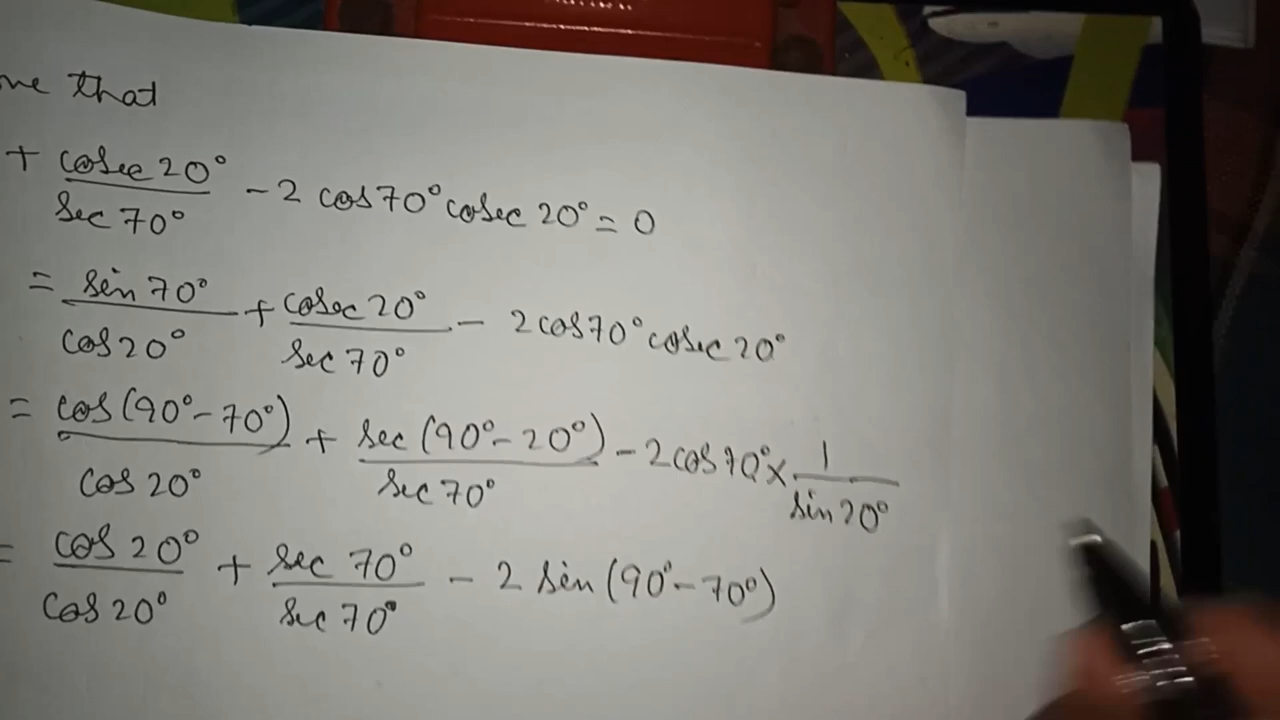 that
+ cosec 20° / sec 70° - 2 cos 70° cosec 20° = 0
= sin 70° / cos 20° + cosec 20° / sec 70° - 2 cos 70° cosec 20°
= cos (90° - 70°) / cos 20° + sec (90° - 20°) / sec 70° - 2 cos 70° × 1 / sin 20°
= cos 20° / cos 20° + sec 70° / sec 70° - 2 sin (90° - 70°)